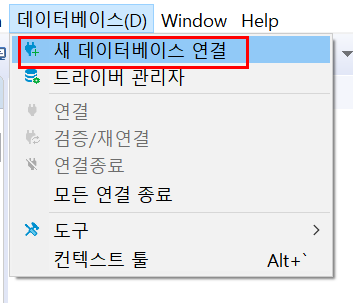 데이터베이스(D) Window Help
새 데이터베이스 연결
드라이버 관리자
연결
검증/재연결
연결종료
모든 연결 종료
도구
컨텍스트 툴 Alt+`